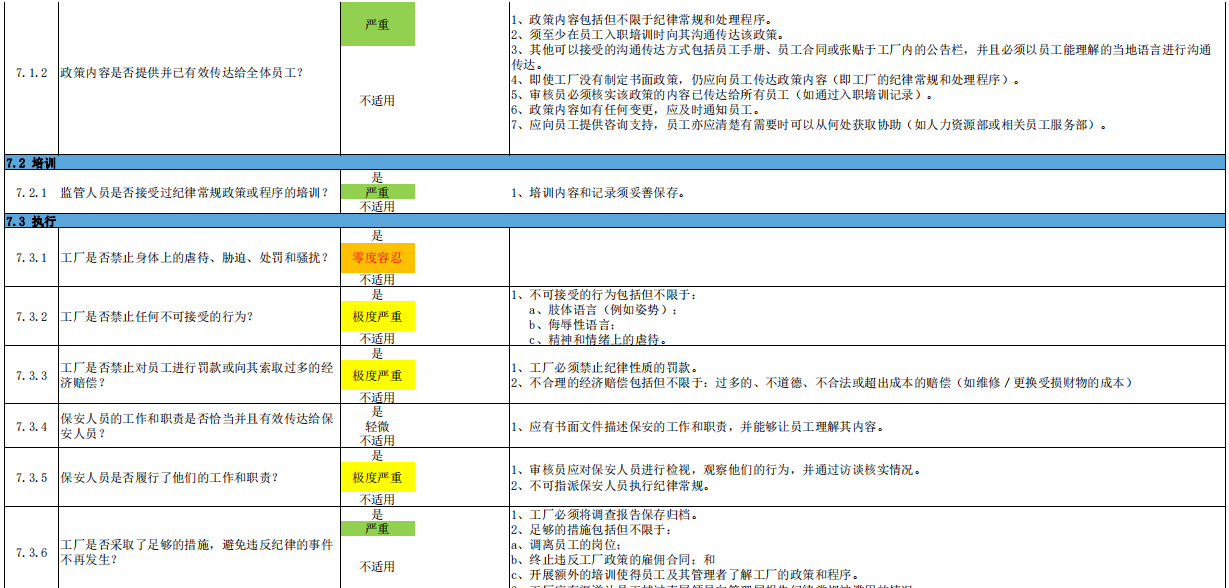 7.1.2
政策内容是否提供并已有效传达给全体员工？
严重
不适用
1、政策内容包括但不限于纪律常规和处理程序。
2、须至少在员工入职培训时向其沟通传达该政策。
3、其他可以接受的沟通传达方式包括员工手册、员工合同或张贴于工厂内的公告栏，并且必须以员工能理解的当地语言进行沟通
传达。
4、即使工厂没有制定书面政策，仍应向员工传达政策内容（即工厂的纪律常规和处理程序）。
5、审核员必须核实该政策的内容已传达给所有员工（如通过入职培训记录）。
6、政策内容如有任何变更，应及时通知员工。
7、应向员工提供咨询支持，员工亦应清楚有需要时可以从何处获取协助（如人力资源部或相关员工服务部）。
7.2 培训
7.2.1
监管人员是否接受过纪律常规政策或程序的培训？
是
严重
不适用
1、培训内容和记录须妥善保存。
7.3 执行
7.3.1
工厂是否禁止身体上的虐待、胁迫、处罚和骚扰？
是
零度容忍
不适用
7.3.2
工厂是否禁止任何不可接受的行为？
是
极度严重
不适用
1、不可接受的行为包括但不限于：
a、肢体语言（例如姿势）；
b、侮辱性语言；
c、精神和情绪上的虐待。
7.3.3
工厂是否禁止对员工进行罚款或向其索取过多的经
济赔偿？
是
极度严重
不适用
1、工厂必须禁止纪律性质的罚款。
2、不合理的经济赔偿包括但不限于：过多的、不道德、不合法或超出成本的赔偿（如维修／更换受损财物的成本）
7.3.4
保安人员的工作和职责是否恰当并且有效传达给保
安人员？
是
轻微
不适用
1、应有书面文件描述保安的工作和职责，并能够让员工理解其内容。
7.3.5
保安人员是否履行了他们的工作和职责？
是
极度严重
不适用
1、审核员应对保安人员进行检视，观察他们的行为，并通过访谈核实情况。
2、不可指派保安人员执行纪律常规。
7.3.6
工厂是否采取了足够的措施，避免违反纪律的事件
不再发生？
是
严重
不适用
1、工厂必须将调查报告保存归档。
2、足够的措施包括但不限于：
a、调离员工的岗位；
b、终止违反工厂政策的雇佣合同；和
c、开展额外的培训使得员工及其管理者了解工厂的政策和程序。